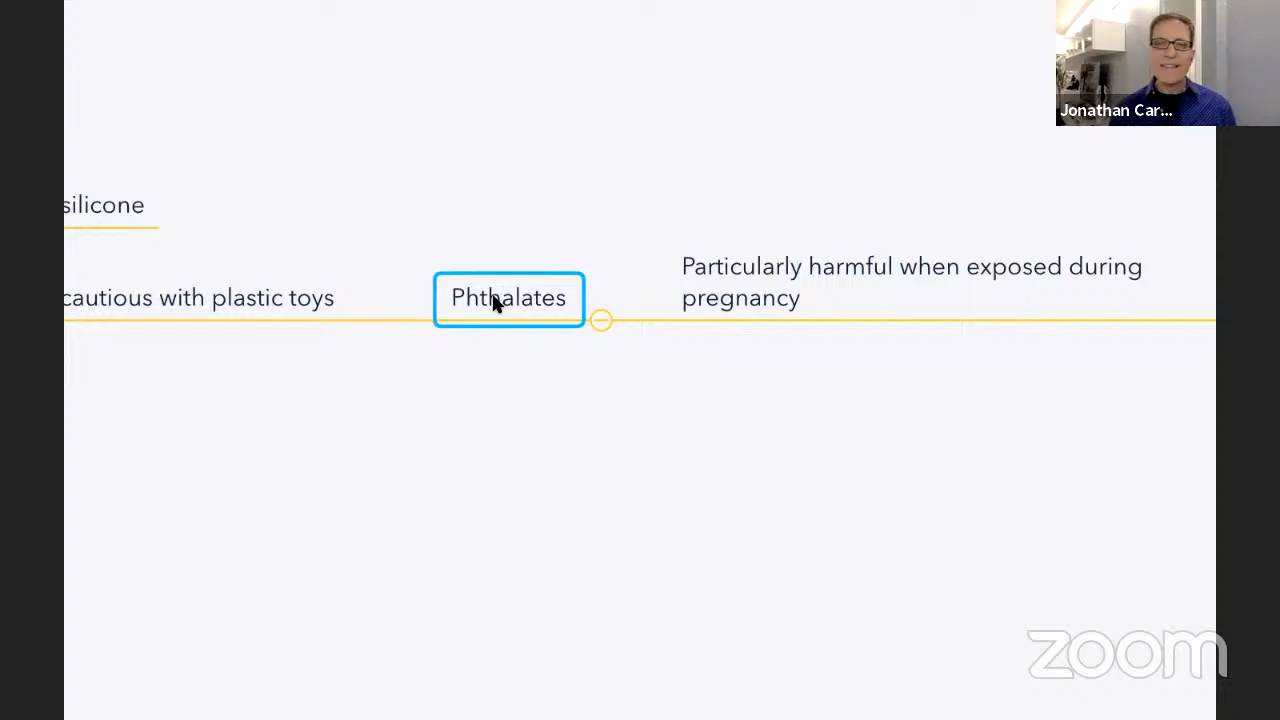 Jonathan Car...
silicone
cautious with plastic toys
Phthalates
Particularly harmful when exposed during
pregnancy
zoom